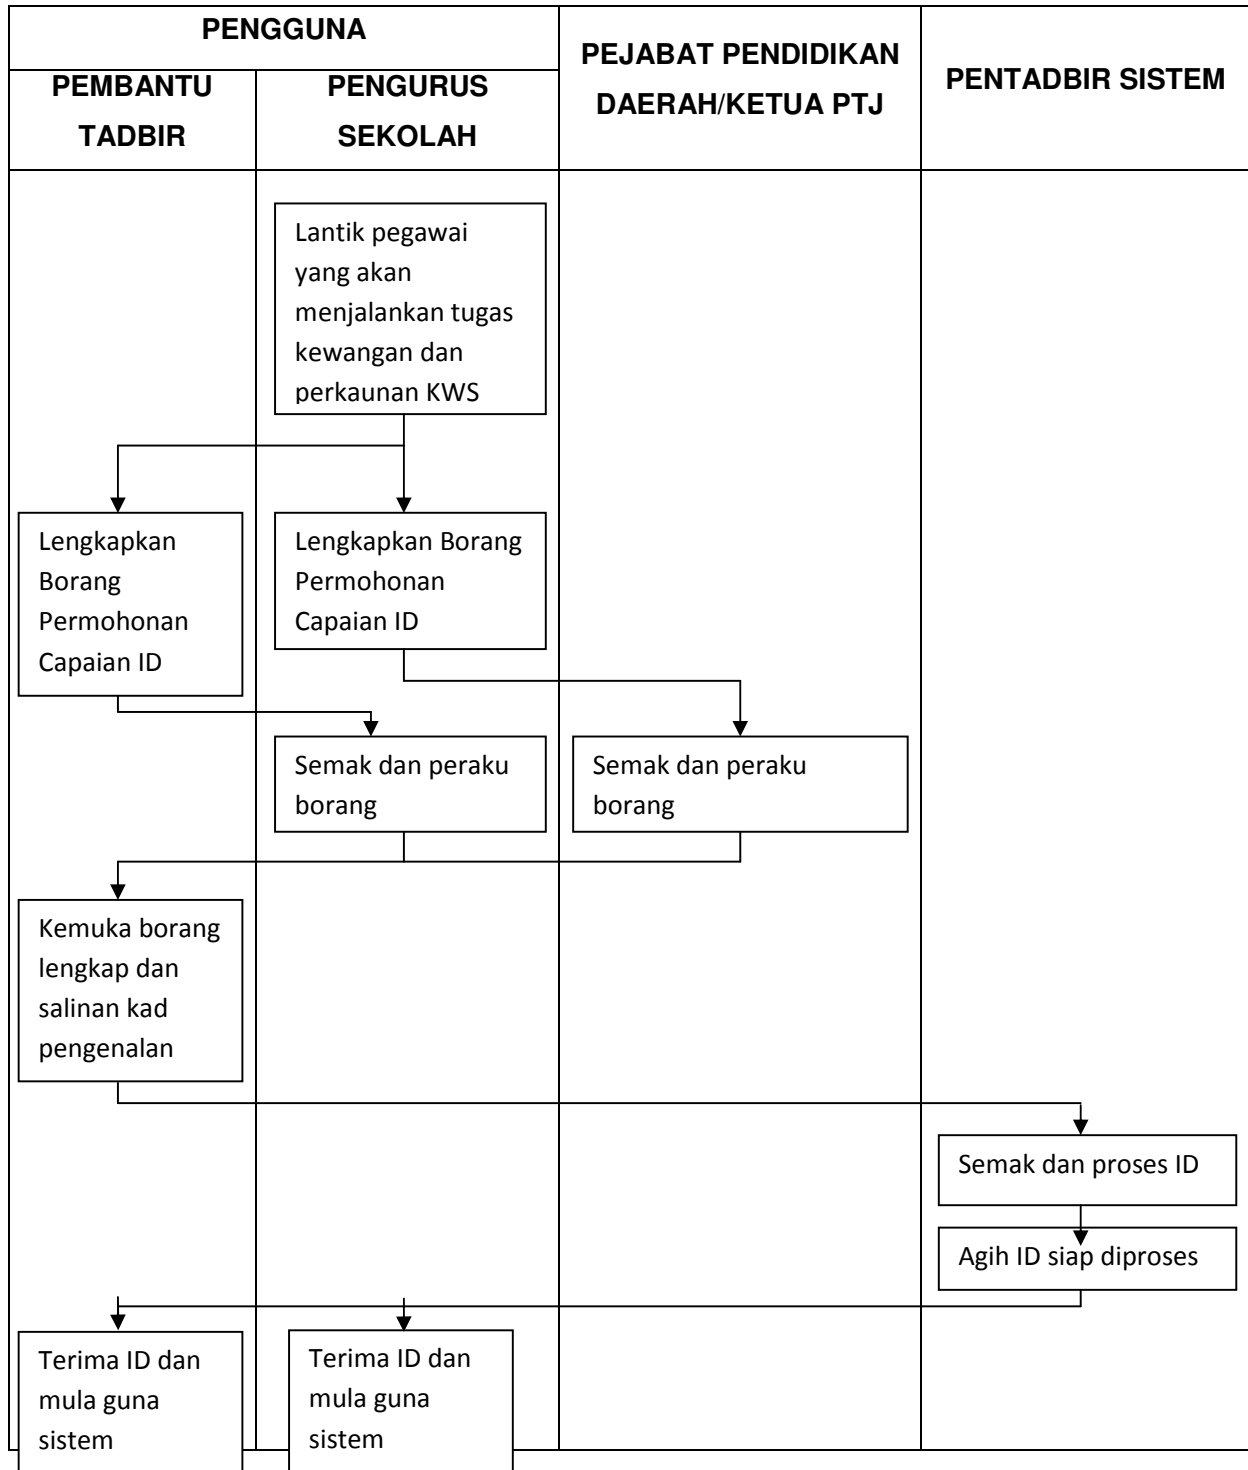 PENGGUNA
PEJABAT PENDIDIKAN
DAERAH/KETUA PTJ
PENTADBIR SISTEM
PEMBANTU
TADBIR
PENGURUS
SEKOLAH
Lantik pegawai
yang akan
menjalankan tugas
kewangan dan
perkaunan KWS
Lengkapkan
Borang
Permohonan
Capaian ID
Lengkapkan Borang
Permohonan
Capaian ID
Semak dan peraku
borang
Semak dan peraku
borang
Kemuka borang
lengkap dan
salinan kad
pengenalan
Semak dan proses ID
Agih ID siap diproses
Terima ID dan
mula guna
sistem
Terima ID dan
mula guna
sistem